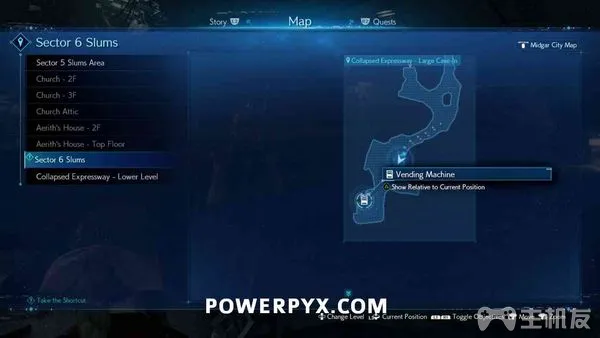 Story Map Quests
Sector 6 Slums
Midgar City Map
Sector 5 Slums Area
Church - 2F
Church - 3F
Church Attic
Aerith's House - 2F
Aerith's House - Top Floor
Sector 6 Slums
Collapsed Expressway - Lower Level
Collapsed Expressway - Large Cave-In
Vending Machine
Show Relative to Current Position
Take the Shortcut
POWERPYX.COM
Change Level Current Position Toggle Objectives Move Zoom
主机友